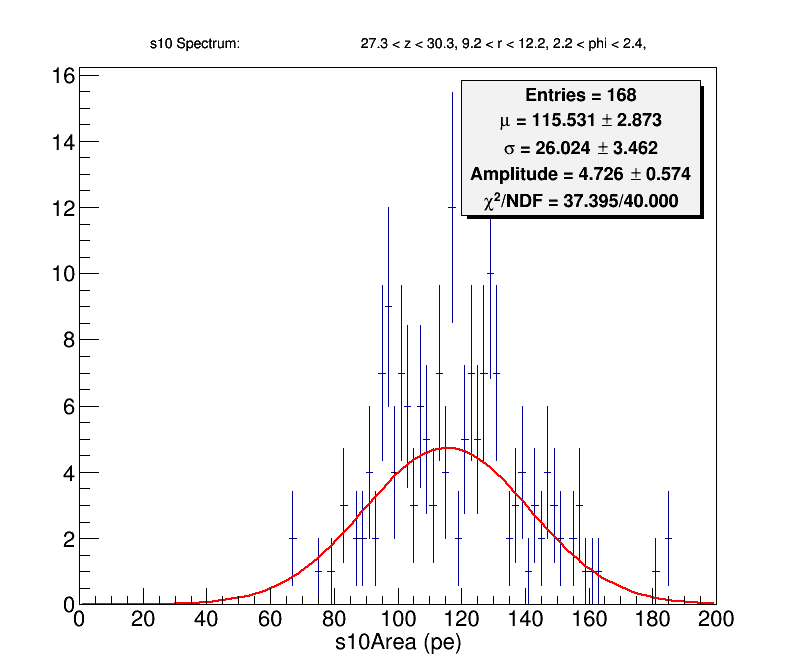 s10 Spectrum: 27.3 < z < 30.3, 9.2 < r < 12.2, 2.2 < phi < 2.4,
Entries = 168
μ = 115.531 ± 2.873
σ = 26.024 ± 3.462
Amplitude = 4.726 ± 0.574
χ²/NDF = 37.395/40.000
16
14
12
10
8
6
4
2
0
0 20 40 60 80 100 120 140 160 180 200
s10Area (pe)